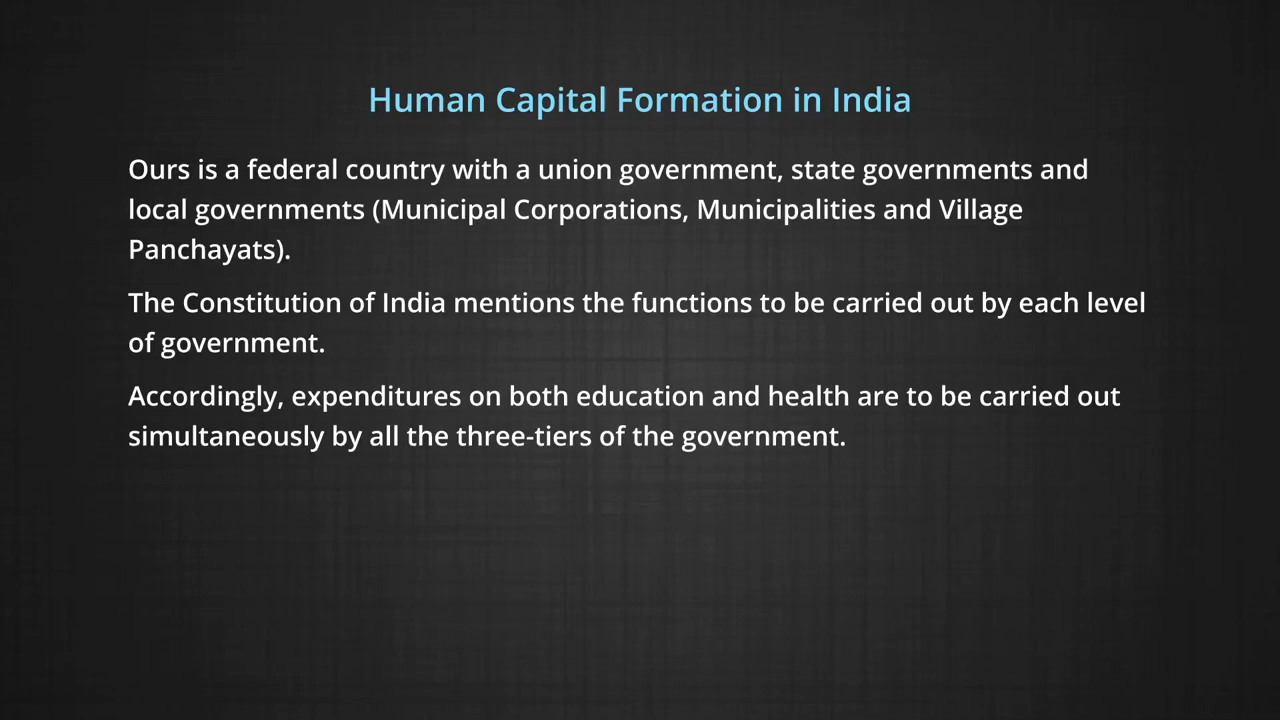 Human Capital Formation in India
Ours is a federal country with a union government, state governments and
local governments (Municipal Corporations, Municipalities and Village
Panchayats).
The Constitution of India mentions the functions to be carried out by each level
of government.
Accordingly, expenditures on both education and health are to be carried out
simultaneously by all the three-tiers of the government.